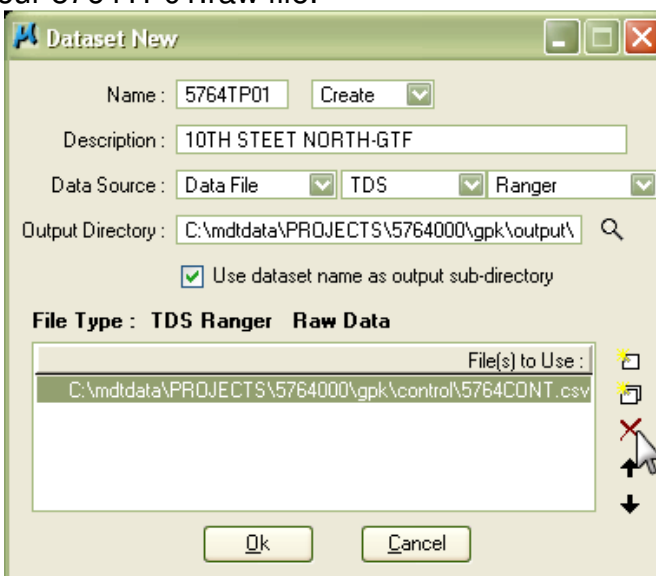 Dataset New
Name : 5764TP01 Create
Description : 10TH STEET NORTH-GTF
Data Source : Data File TDS Ranger
Output Directory : C:\mdtdata\PROJECTS\5764000\gpk\output\
Use dataset name as output sub-directory
File Type : TDS Ranger Raw Data
File(s) to Use :
C:\mdtdata\PROJECTS\5764000\gpk\control\5764CONT.csv
Ok Cancel